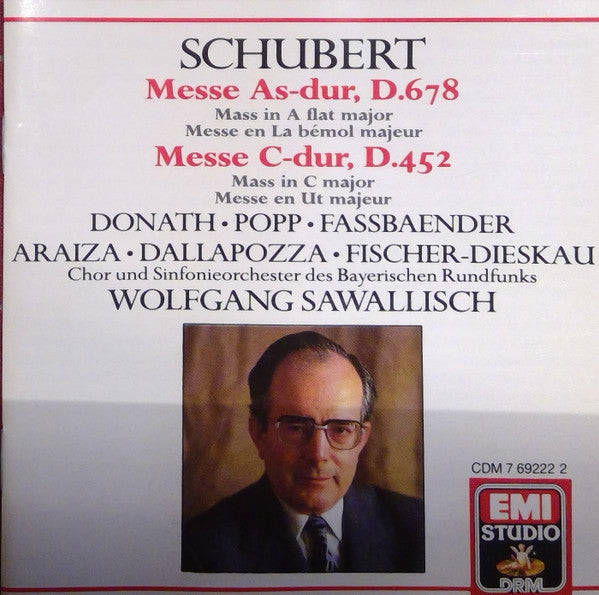 SCHUBERT
Messe As-dur, D.678
Mass in A flat major
Messe en La bémol majeur
Messe C-dur, D.452
Mass in C major
Messe en Ut majeur
DONATH • POPP • FASSBAENDER
ARAIZA • DALLAPOZZA • FISCHER-DIESKAU
Chor und Sinfonieorchester des Bayerischen Rundfunks
WOLFGANG SAWALLISCH
CDM 7 69222 2
EMI
STUDIO
DRM